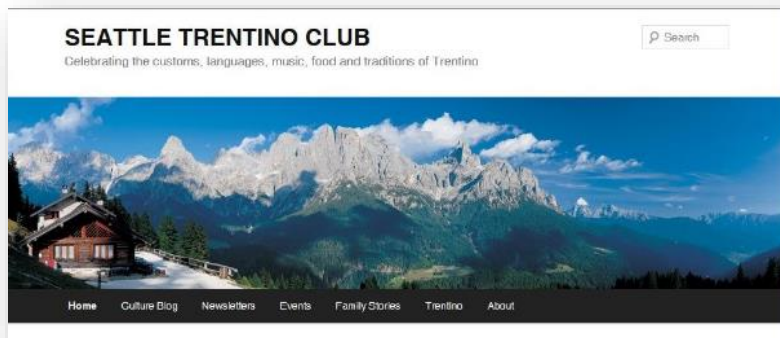 SEATTLE TRENTINO CLUB
Celebrating the customs, languages, music, food and traditions of Trentino
Search
Home Culture Blog Newsletters Events Family Stories Trentino About